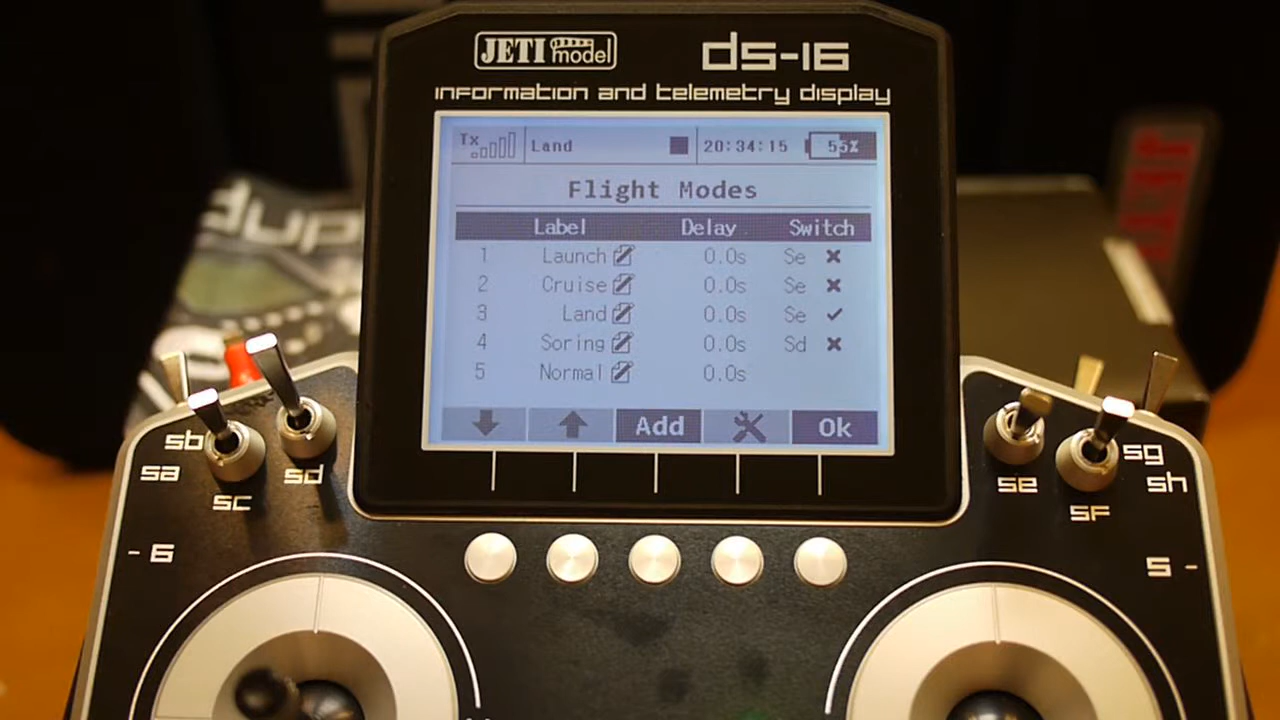 JETI model ds-16
information and telemetry display
Tx Land 20:34:15 55%
Flight Modes
Label Delay Switch
1 Launch 0.0s Se
2 Cruise 0.0s Se
3 Land 0.0s Se
4 Soring 0.0s Sd
5 Normal 0.0s
Add Ok
sb sd se sg
sa sc sF sh
- 6 5 -
dup